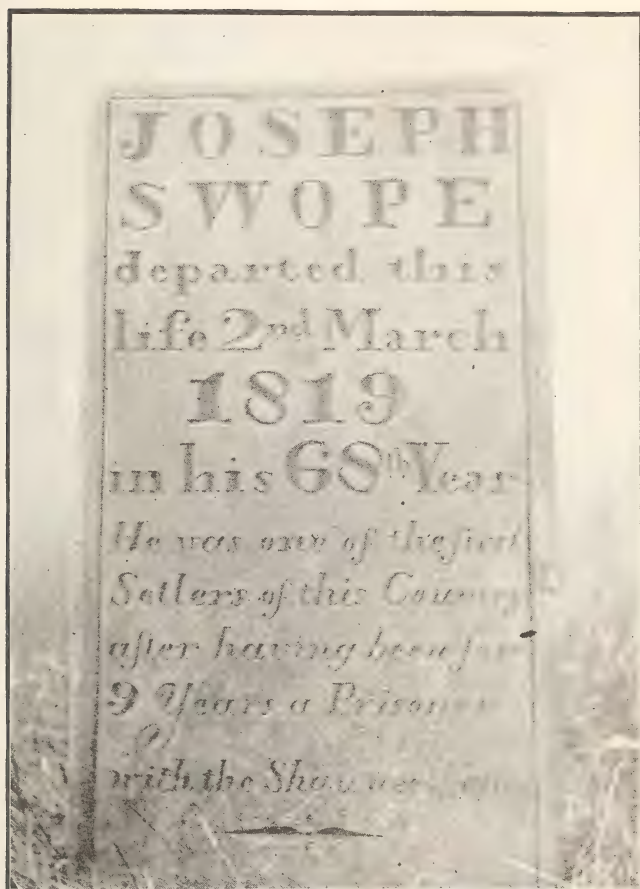 JOSEPH
SWOPE
departed this
life 2nd March
1819
in his 68th Year
He was one of the first
Setlers of this Country
after having been for
9 Years a Prisoner
with the